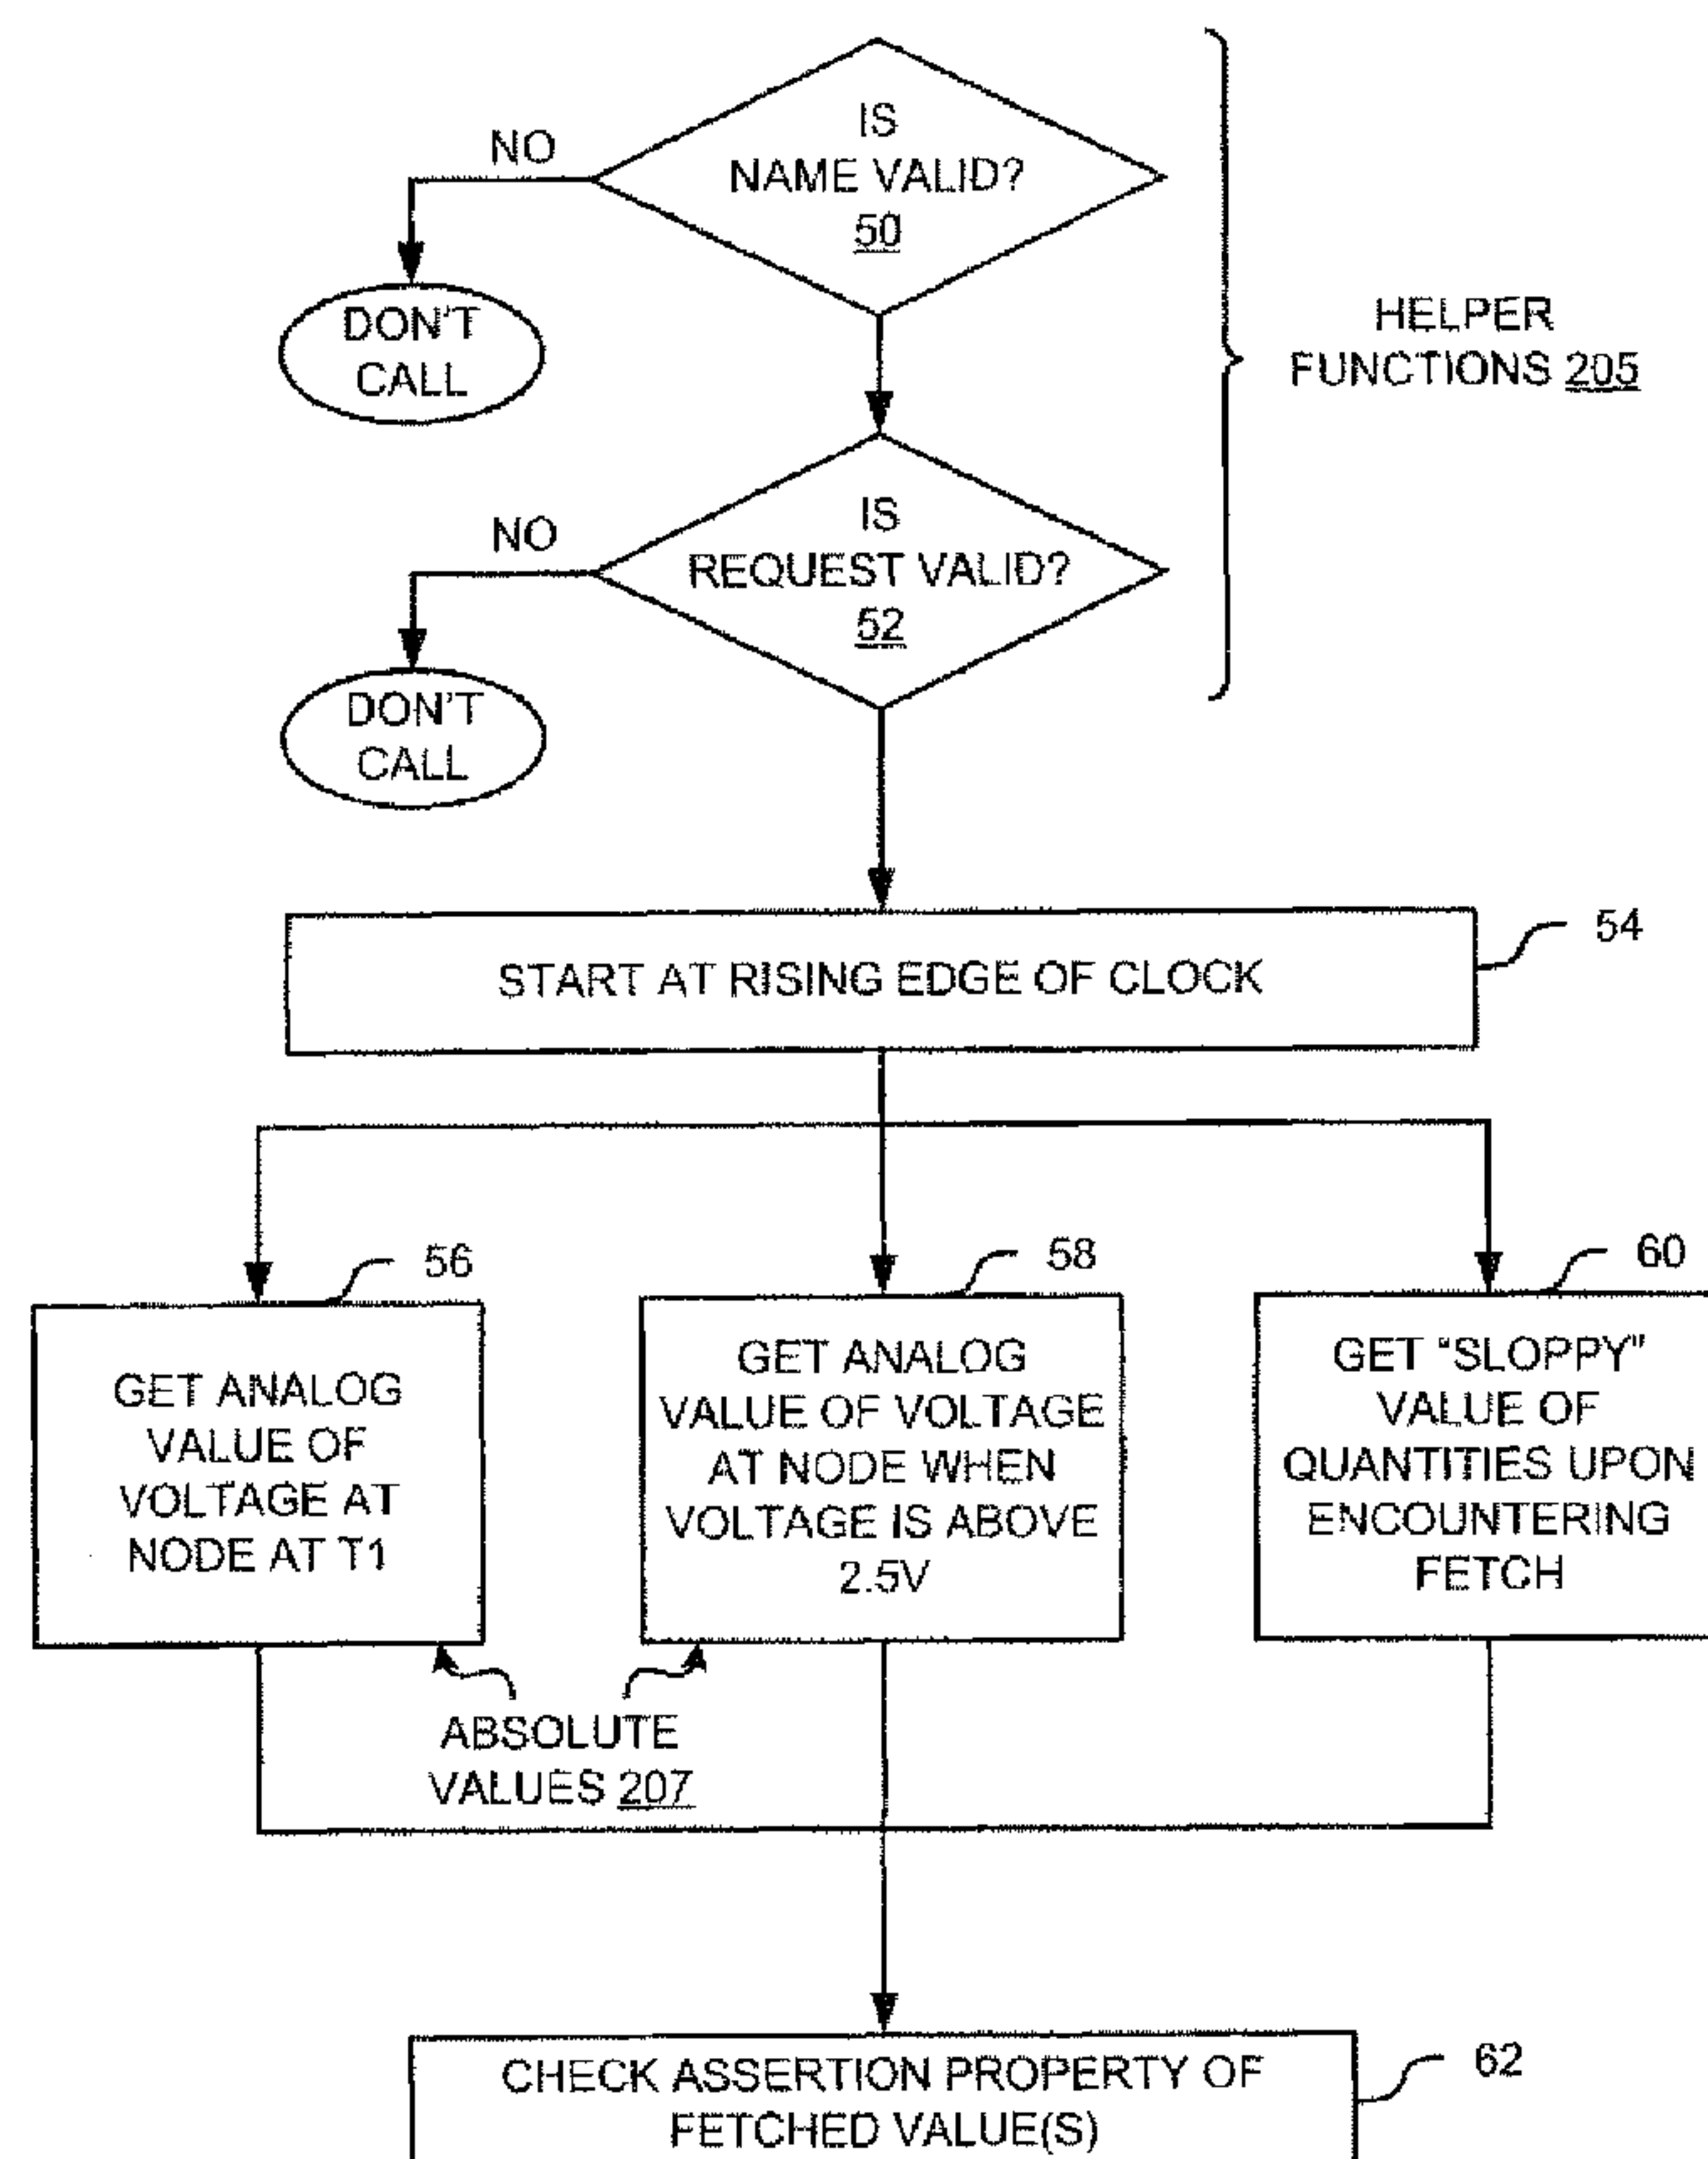 IS
NAME VALID?
50
NO
DON'T
CALL
HELPER
FUNCTIONS 205
IS
REQUEST VALID?
52
NO
DON'T
CALL
START AT RISING EDGE OF CLOCK
54
56
GET ANALOG
VALUE OF
VOLTAGE AT
NODE AT T1
58
GET ANALOG
VALUE OF VOLTAGE
AT NODE WHEN
VOLTAGE IS ABOVE
2.5V
60
GET "SLOPPY"
VALUE OF
QUANTITIES UPON
ENCOUNTERING
FETCH
ABSOLUTE
VALUES 207
CHECK ASSERTION PROPERTY OF
FETCHED VALUE(S)
62